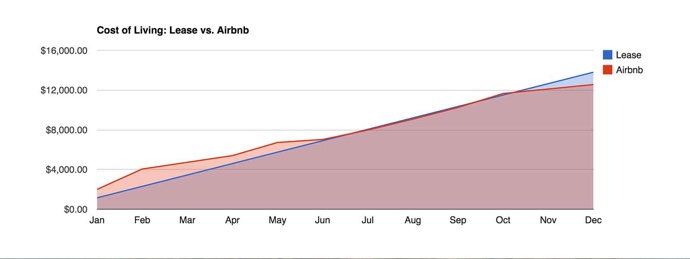 Cost of Living: Lease vs. Airbnb
$16,000.00
$12,000.00
$8,000.00
$4,000.00
$0.00
Jan Feb Mar Apr May Jun Jul Aug Sep Oct Nov Dec
Lease
Airbnb